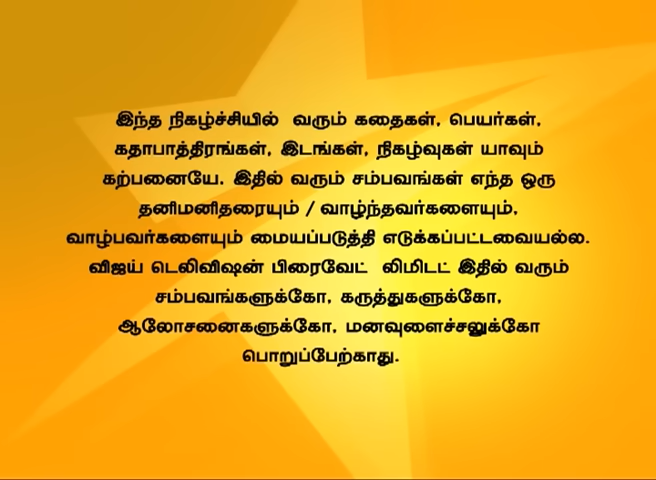 இந்த நிகழ்ச்சியில் வரும் கதைகள், பெயர்கள்,
கதாபாத்திரங்கள், இடங்கள், நிகழ்வுகள் யாவும்
கற்பனையே. இதில் வரும் சம்பவங்கள் எந்த ஒரு
தனிமனிதரையும் / வாழ்ந்தவர்களையும்,
வாழ்பவர்களையும் மையப்படுத்தி எடுக்கப்பட்டவையல்ல.
விஜய் டெலிவிஷன் பிரைவேட் லிமிடட் இதில் வரும்
சம்பவங்களுக்கோ, கருத்துகளுக்கோ,
ஆலோசனைகளுக்கோ, மனவுளைச்சலுக்கோ
பொறுப்பேற்காது.